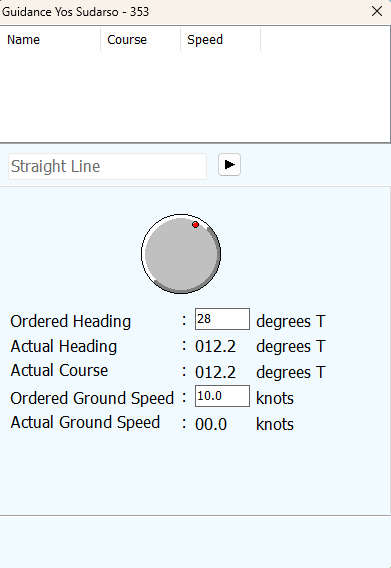 Guidance Yos Sudarso - 353
Name Course Speed
Straight Line
Ordered Heading : 28 degrees T
Actual Heading : 012.2 degrees T
Actual Course : 012.2 degrees T
Ordered Ground Speed : 10.0 knots
Actual Ground Speed : 00.0 knots